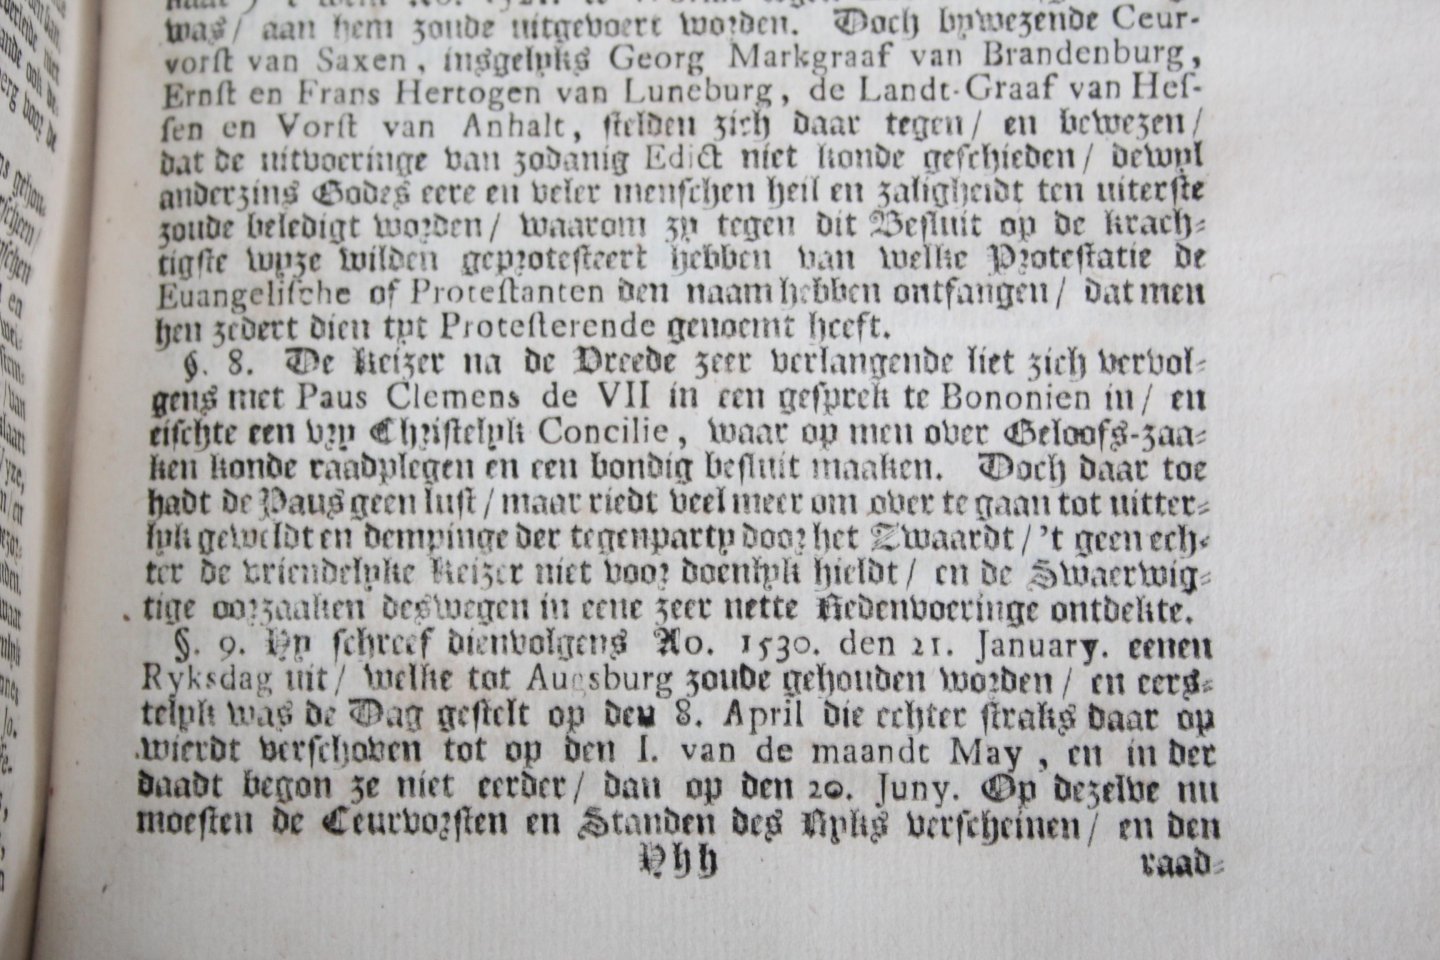 was/ aan hem zoude uitgevoert worden. Doch bywezende Ceur-
vorſt van Saxen, insgelyks Georg Markgraaf van Brandenburg,
Ernſt en Frans Hertogen van Luneburg, de Landt-Graaf van Heſ-
ſen en Vorſt van Anhalt, ſtelden zich daar tegen/ en bewezen/
dat de uitvoeringe van zodanig Edict niet konde geſchieden/ dewyl
anderzins Godes eere en veler menſchen heil en zaligheidt ten uiterſte
zoude beledigt worden/ waarom zy tegen dit Beſluit op de krach-
tigſte wyze wilden geproteſteert hebben van welke Proteſtatie de
Euangeliſche of Proteſtanten den naam hebben ontfangen/ dat men
hen zedert dien tyt Proteſterende genoemt heeft.
§. 8. De Keizer na de Vreede zeer verlangende liet zich vervol-
gens met Paus Clemens de VII in een geſprek te Bononien in/ en
eiſchte een vry Chriſtelyk Concilie, waar op men over Geloofs-zaa-
ken konde raadplegen en een bondig beſluit maaken. Doch daar toe
hadt de Paus geen luſt/ maar riedt veel meer om over te gaan tot uitter-
lyk geweldt en dempinge der tegenparty door het Zwaardt/ 't geen ech-
ter de vriendelyke Keizer niet voor doenlyk hieldt/ en de Swaerwig-
tige oorzaaken deswegen in eene zeer nette Redenvoeringe ontdekte.
§. 9. Hy ſchreef dienvolgens Ao. 1530. den 21. January. eenen
Ryksdag uit/ welke tot Augsburg zoude gehouden worden/ en eers-
telyk was de Dag geſtelt op den 8. April die echter ſtraks daar op
wierdt verſchoven tot op den I. van de maandt May, en in der
daadt begon ze niet eerder/ dan op den 20. Juny. Op dezelve nu
moeſten de Ceurvorſten en Standen des Ryks verſcheinen/ en den
Yhh
raad-